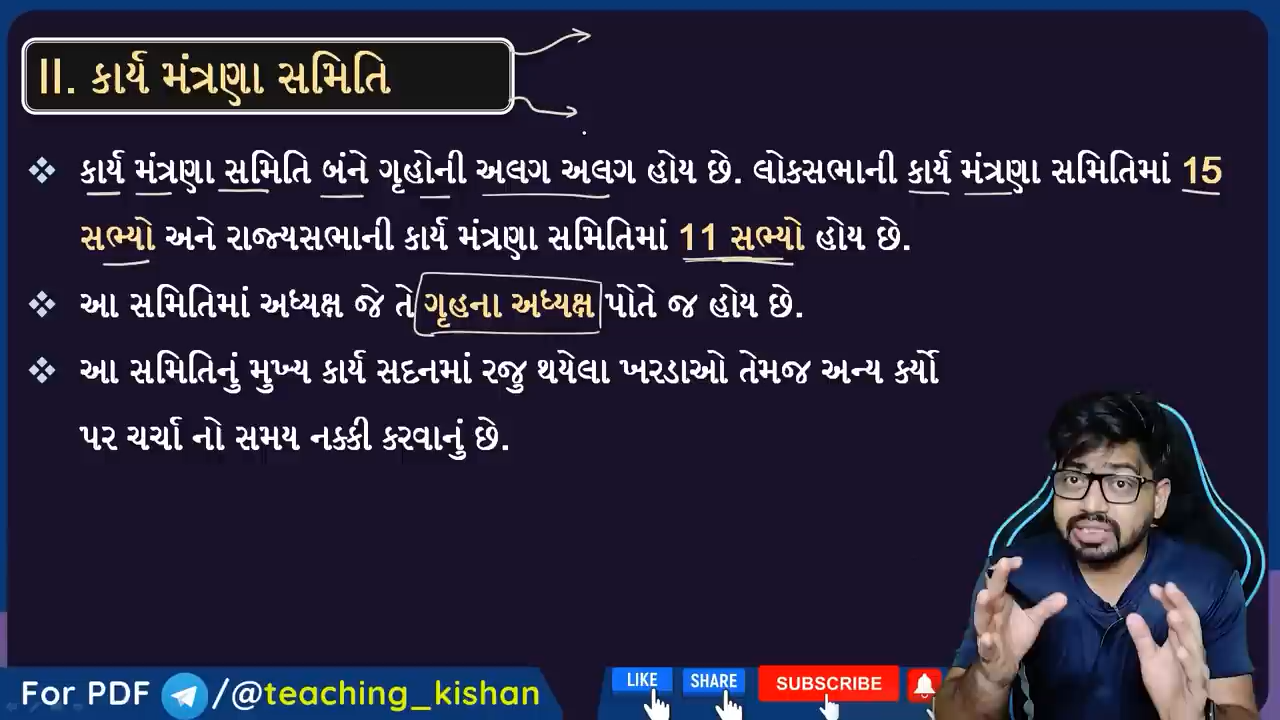 II. કાર્ય મંત્રણા સમિતિ
❖ કાર્ય મંત્રણા સમિતિ બંને ગૃહોની અલગ અલગ હોય છે. લોકસભાની કાર્ય મંત્રણા સમિતિમાં 15
સભ્યો અને રાજ્યસભાની કાર્ય મંત્રણા સમિતિમાં 11 સભ્યો હોય છે.
❖ આ સમિતિમાં અધ્યક્ષ જે તે ગૃહના અધ્યક્ષ પોતે જ હોય છે.
❖ આ સમિતિનું મુખ્ય કાર્ય સદનમાં રજુ થયેલા ખરડાઓ તેમજ અન્ય કર્યો
પર ચર્ચા નો સમય નક્કી કરવાનું છે.
For PDF /@teaching_kishan
LIKE SHARE SUBSCRIBE